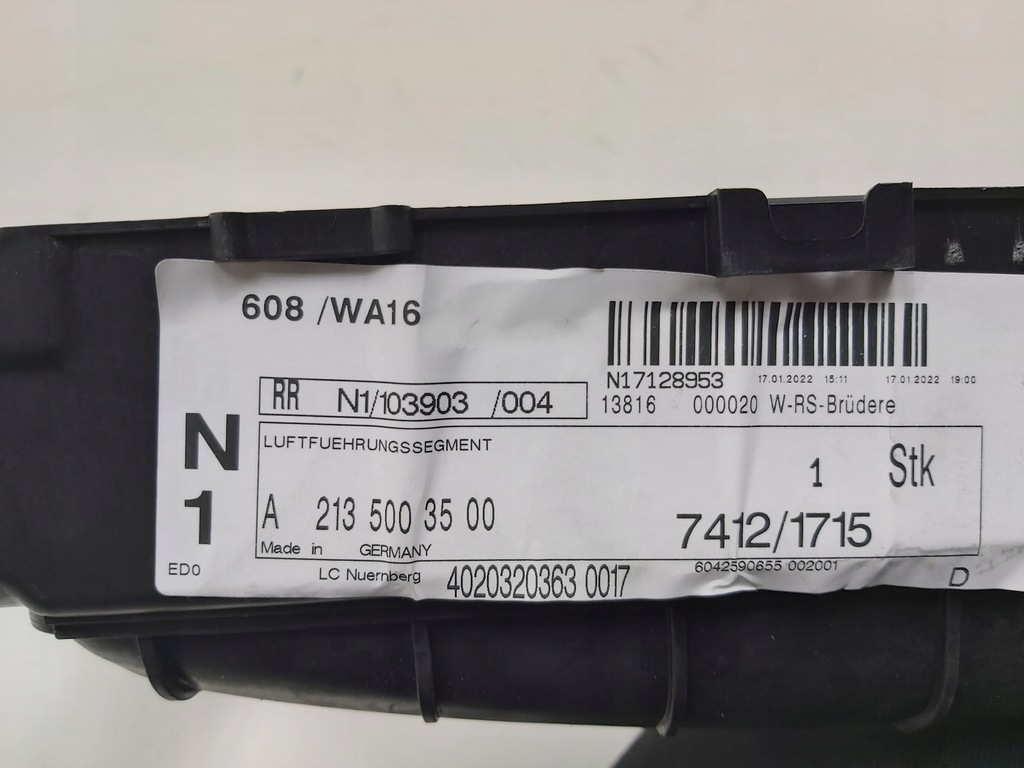 608 /WA16
N17128953 17.01.2022 15:11 17.01.2022 19:00
RR N1/103903 /004
13816 000020 W-RS-Brüdere
N
1
LUFTFUEHRUNGSSEGMENT
1 Stk
A 213 500 35 00
7412/1715
Made in GERMANY
ED0
LC Nuernberg 4020320363 0017
6042590655 002001
D